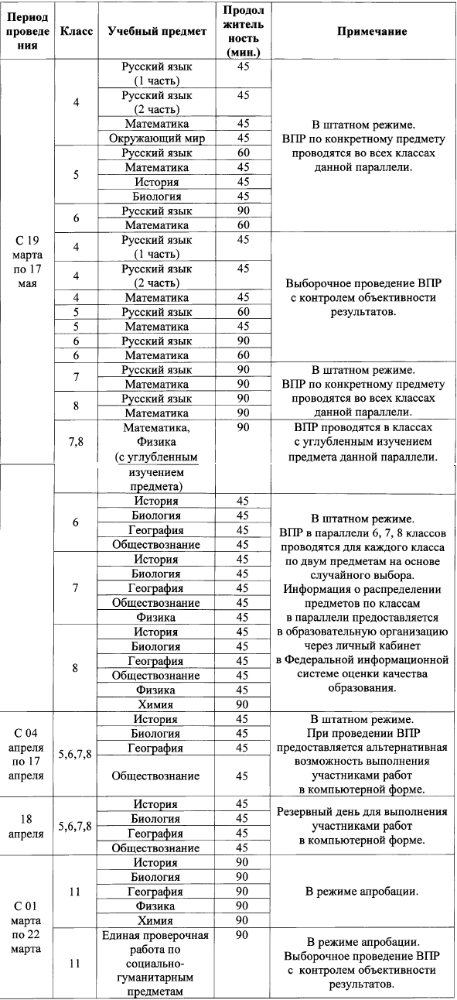 Период проведе ния
Класс
Учебный предмет
Продол житель ность (мин.)
Примечание
С 19 марта по 17 мая
4
Русский язык (1 часть)
45
Русский язык (2 часть)
45
Математика
45
Окружающий мир
45
В штатном режиме.
ВПР по конкретному предмету
проводятся во всех классах
данной параллели.
5
Русский язык
60
Математика
45
История
45
Биология
45
6
Русский язык
90
Математика
60
4
Русский язык (1 часть)
45
4
Русский язык (2 часть)
45
4
Математика
45
5
Русский язык
60
5
Математика
45
6
Русский язык
90
6
Математика
60
Выборочное проведение ВПР
с контролем объективности
результатов.
7
Русский язык
90
Математика
90
8
Русский язык
90
Математика
90
В штатном режиме.
ВПР по конкретному предмету
проводятся во всех классах
данной параллели.
7,8
Математика,
Физика
(с углубленным
изучением
предмета)
90
ВПР проводятся в классах
с углубленным изучением
предмета данной параллели.
6
История
45
Биология
45
География
45
Обществознание
45
7
История
45
Биология
45
География
45
Обществознание
45
Физика
45
8
История
45
Биология
45
География
45
Обществознание
45
Физика
45
Химия
90
В штатном режиме.
ВПР в параллели 6, 7, 8 классов
проводятся для каждого класса
по двум предметам на основе
случайного выбора.
Информация о распределении
предметов по классам
в параллели предоставляется
в образовательную организацию
через личный кабинет
в Федеральной информационной
системе оценки качества
образования.
С 04 апреля по 17 апреля
5,6,7,8
История
45
Биология
45
География
45
Обществознание
45
В штатном режиме.
При проведении ВПР
предоставляется альтернативная
возможность выполнения
участниками работ
в компьютерной форме.
18 апреля
5,6,7,8
История
45
Биология
45
География
45
Обществознание
45
Резервный день для выполнения
участниками работ
в компьютерной форме.
С 01 марта по 22 марта
11
История
90
Биология
90
География
90
Физика
90
Химия
90
В режиме апробации.
11
Единая проверочная
работа по
социально-
гуманитарным
предметам
90
В режиме апробации.
Выборочное проведение ВПР
с контролем объективности
результатов.